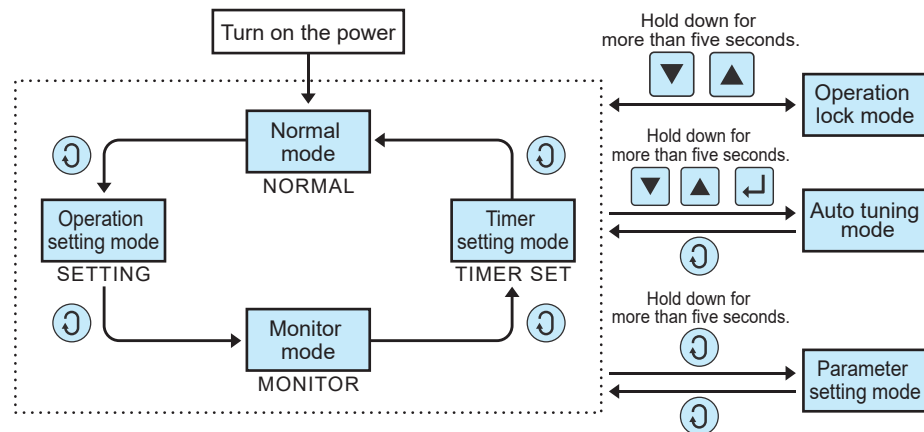 Turn on the power
Normal
mode
NORMAL
Operation
setting mode
SETTING
Timer
setting mode
TIMER SET
Monitor
mode
MONITOR
Hold down for
more than five seconds.
Operation
lock mode
Hold down for
more than five seconds.
Auto tuning
mode
Hold down for
more than five seconds.
Parameter
setting mode